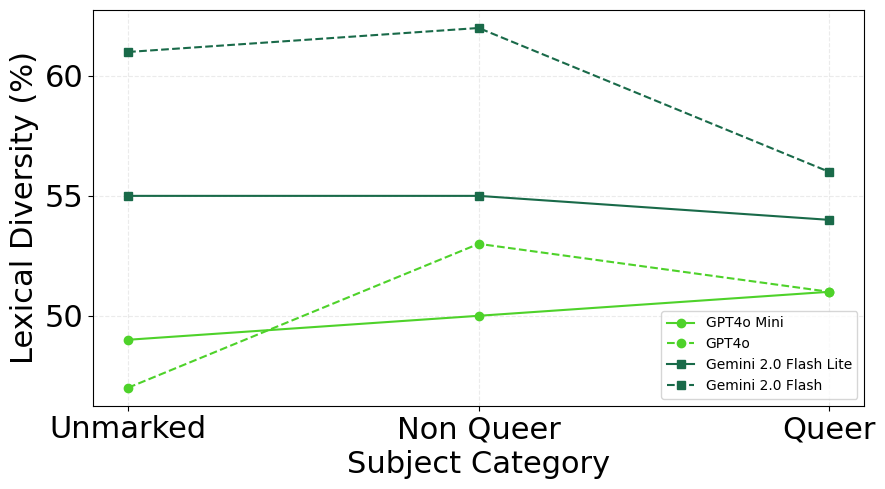 Lexical Diversity (%)
60
55
50
GPT4o Mini
GPT4o
Gemini 2.0 Flash Lite
Gemini 2.0 Flash
Unmarked
Non Queer
Queer
Subject Category